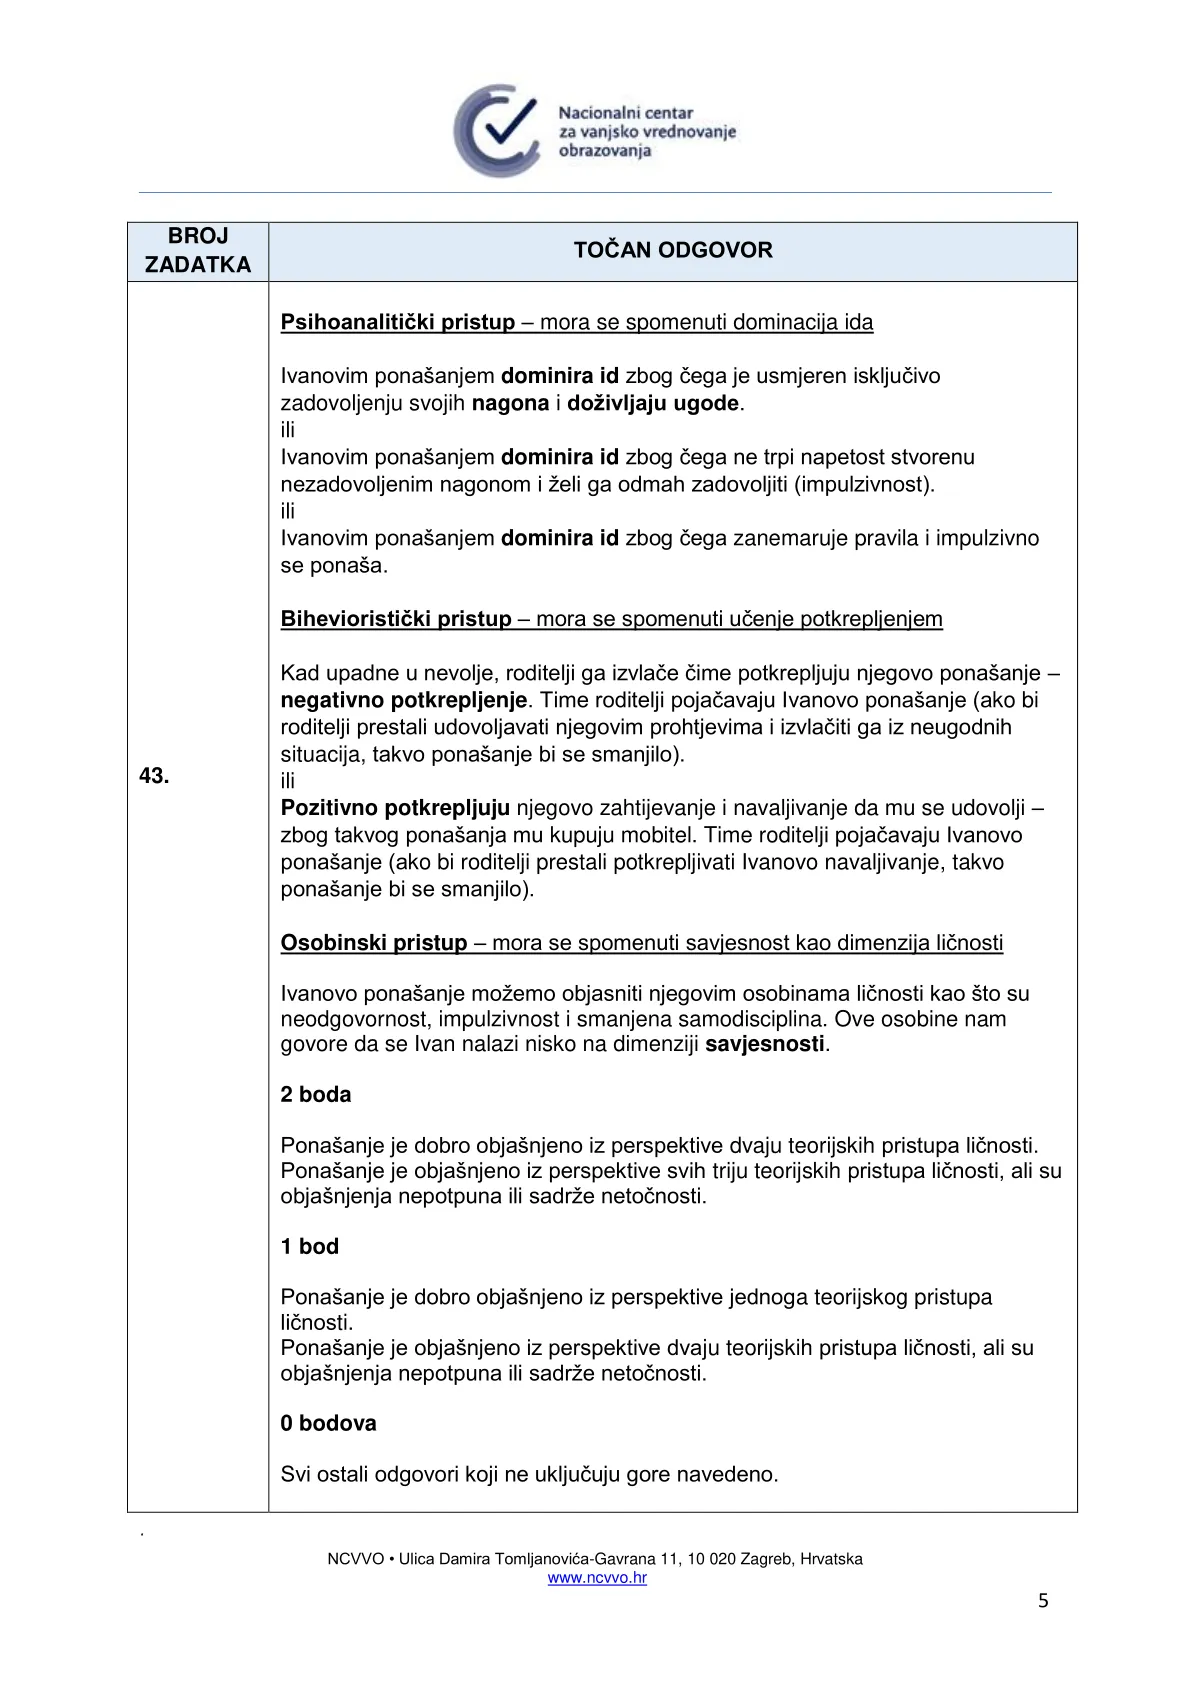 Nacionalni centar
za vanjsko vrednovanje
obrazovanja
BROJ
ZADATKA
TOČAN ODGOVOR
43.
Psihoanalitički pristup – mora se spomenuti dominacija ida
Ivanovim ponašanjem dominira id zbog čega je usmjeren isključivo
zadovoljenju svojih nagona i doživljaju ugode.
ili
Ivanovim ponašanjem dominira id zbog čega ne trpi napetost stvorenu
nezadovoljenim nagonom i želi ga odmah zadovoljiti (impulzivnost).
ili
Ivanovim ponašanjem dominira id zbog čega zanemaruje pravila i impulzivno
se ponaša.
Bihevioristički pristup – mora se spomenuti učenje potkrepljenjem
Kad upadne u nevolje, roditelji ga izvlače čime potkrepljuju njegovo ponašanje –
negativno potkrepljenje. Time roditelji pojačavaju Ivanovo ponašanje (ako bi
roditelji prestali udovoljavati njegovim prohtjevima i izvlačiti ga iz neugodnih
situacija, takvo ponašanje bi se smanjilo).
ili
Pozitivno potkrepljuju njegovo zahtijevanje i navaljivanje da mu se udovolji –
zbog takvog ponašanja mu kupuju mobitel. Time roditelji pojačavaju Ivanovo
ponašanje (ako bi roditelji prestali potkrepljivati Ivanovo navaljivanje, takvo
ponašanje bi se smanjilo).
Osobinski pristup – mora se spomenuti savjesnost kao dimenzija ličnosti
Ivanovo ponašanje možemo objasniti njegovim osobinama ličnosti kao što su
neodgovornost, impulzivnost i smanjena samodisciplina. Ove osobine nam
govore da se Ivan nalazi nisko na dimenziji savjesnosti.
2 boda
Ponašanje je dobro objašnjeno iz perspektive dvaju teorijskih pristupa ličnosti.
Ponašanje je objašnjeno iz perspektive svih triju teorijskih pristupa ličnosti, ali su
objašnjenja nepotpuna ili sadrže netočnosti.
1 bod
Ponašanje je dobro objašnjeno iz perspektive jednoga teorijskog pristupa
ličnosti.
Ponašanje je objašnjeno iz perspektive dvaju teorijskih pristupa ličnosti, ali su
objašnjenja nepotpuna ili sadrže netočnosti.
0 bodova
Svi ostali odgovori koji ne uključuju gore navedeno.
.
NCVVO • Ulica Damira Tomljanovića-Gavrana 11, 10 020 Zagreb, Hrvatska
www.ncvvo.hr
5